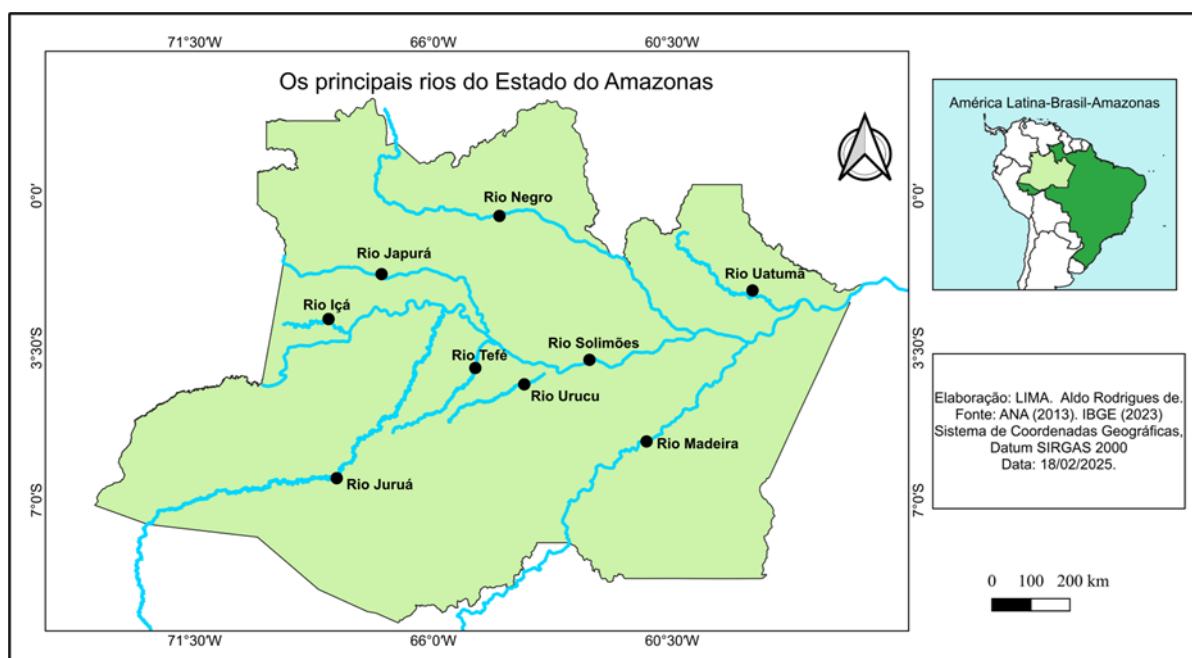 71°30'W 66°0'W 60°30'W
Os principais rios do Estado do Amazonas
América Latina-Brasil-Amazonas
0°0'
0°0'
Rio Negro
Rio Japurá
Rio Uatumã
Rio Içá
Rio Solimões
Rio Tefé
Rio Urucu
3°30'S
3°30'S
Rio Madeira
Rio Juruá
7°0'S
7°0'S
Elaboração: LIMA. Aldo Rodrigues de.
Fonte: ANA (2013). IBGE (2023)
Sistema de Coordenadas Geográficas,
Datum SIRGAS 2000
Data: 18/02/2025.
0 100 200 km
71°30'W 66°0'W 60°30'W